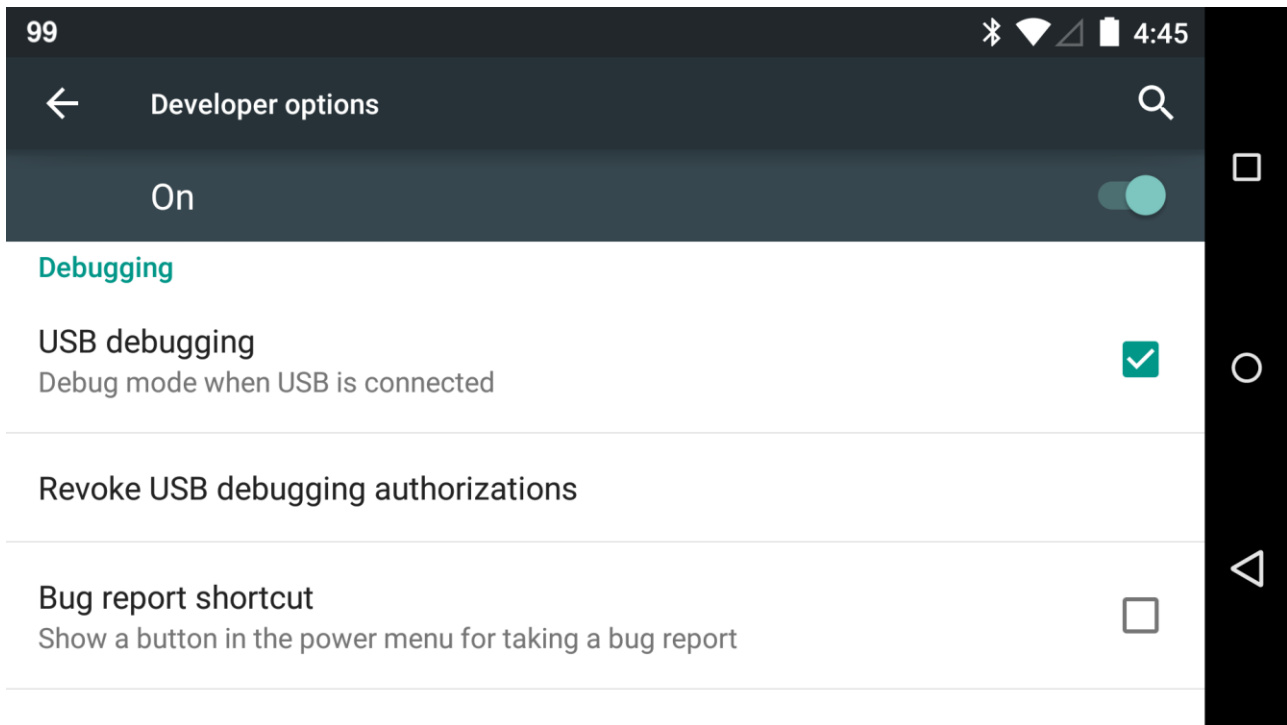 99
4:45
Developer options
On
Debugging
USB debugging
Debug mode when USB is connected
Revoke USB debugging authorizations
Bug report shortcut
Show a button in the power menu for taking a bug report